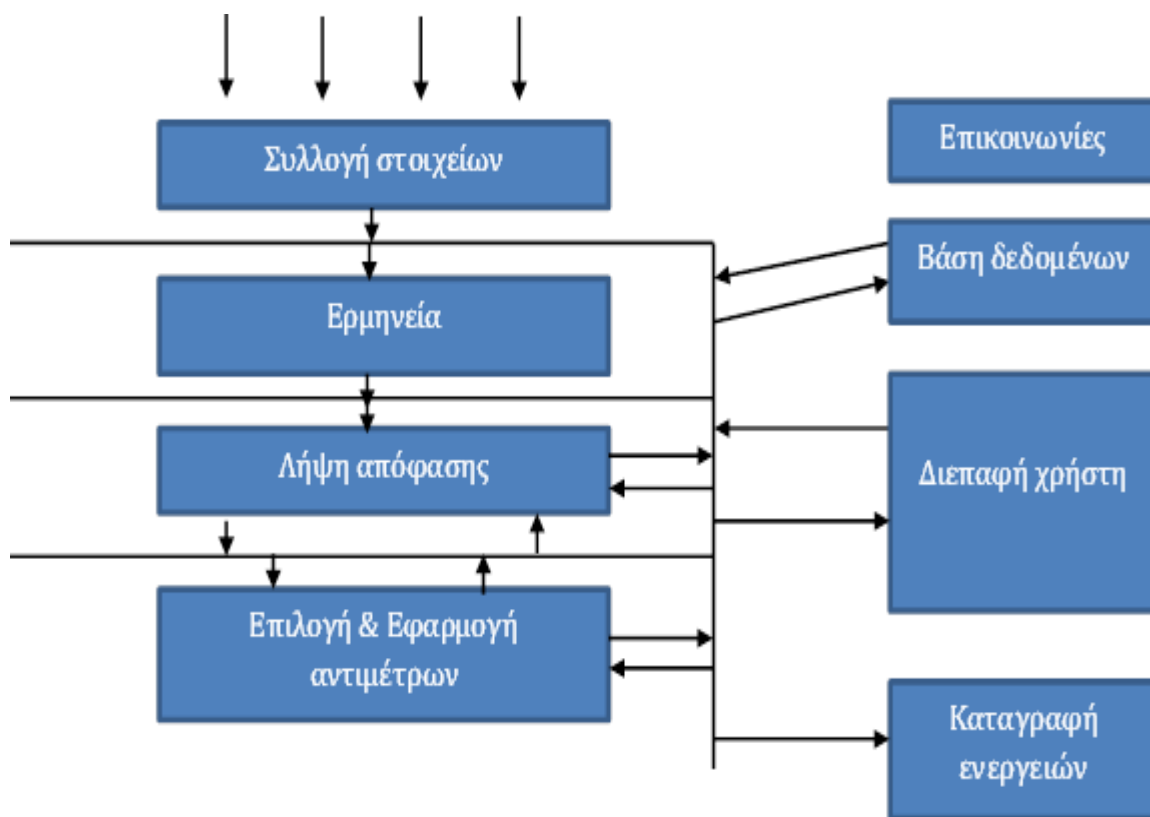 Συλλογή στοιχείων
Ερμηνεία
Λήψη απόφασης
Επιλογή & Εφαρμογή
αντιμέτρων
Επικοινωνίες
Βάση δεδομένων
Διεπαφή χρήστη
Καταγραφή
ενεργειών